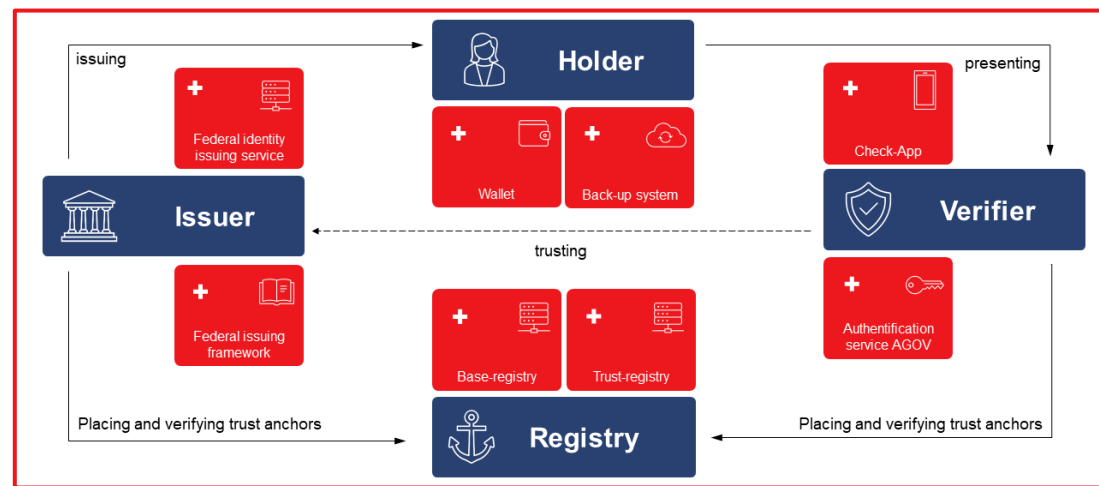 issuing
Holder
presenting
Federal identity
issuing service
Wallet
Back-up system
Check-App
Issuer
Verifier
trusting
Federal issuing
framework
Base-registry
Trust-registry
Authentification
service AGOV
Placing and verifying trust anchors
Registry
Placing and verifying trust anchors